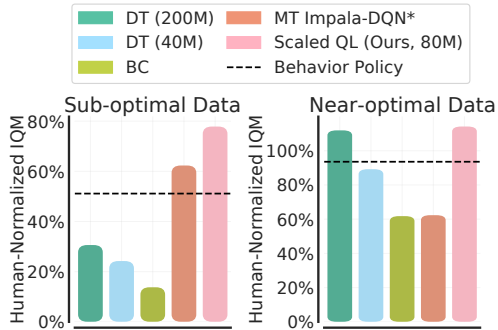 DT (200M)
DT (40M)
BC
MT Impala-DQN*
Scaled QL (Ours, 80M)
Behavior Policy
Sub-optimal Data
Human-Normalized IQM
80%
60%
40%
20%
0%
Near-optimal Data
Human-Normalized IQM
100%
80%
60%
40%
20%
0%